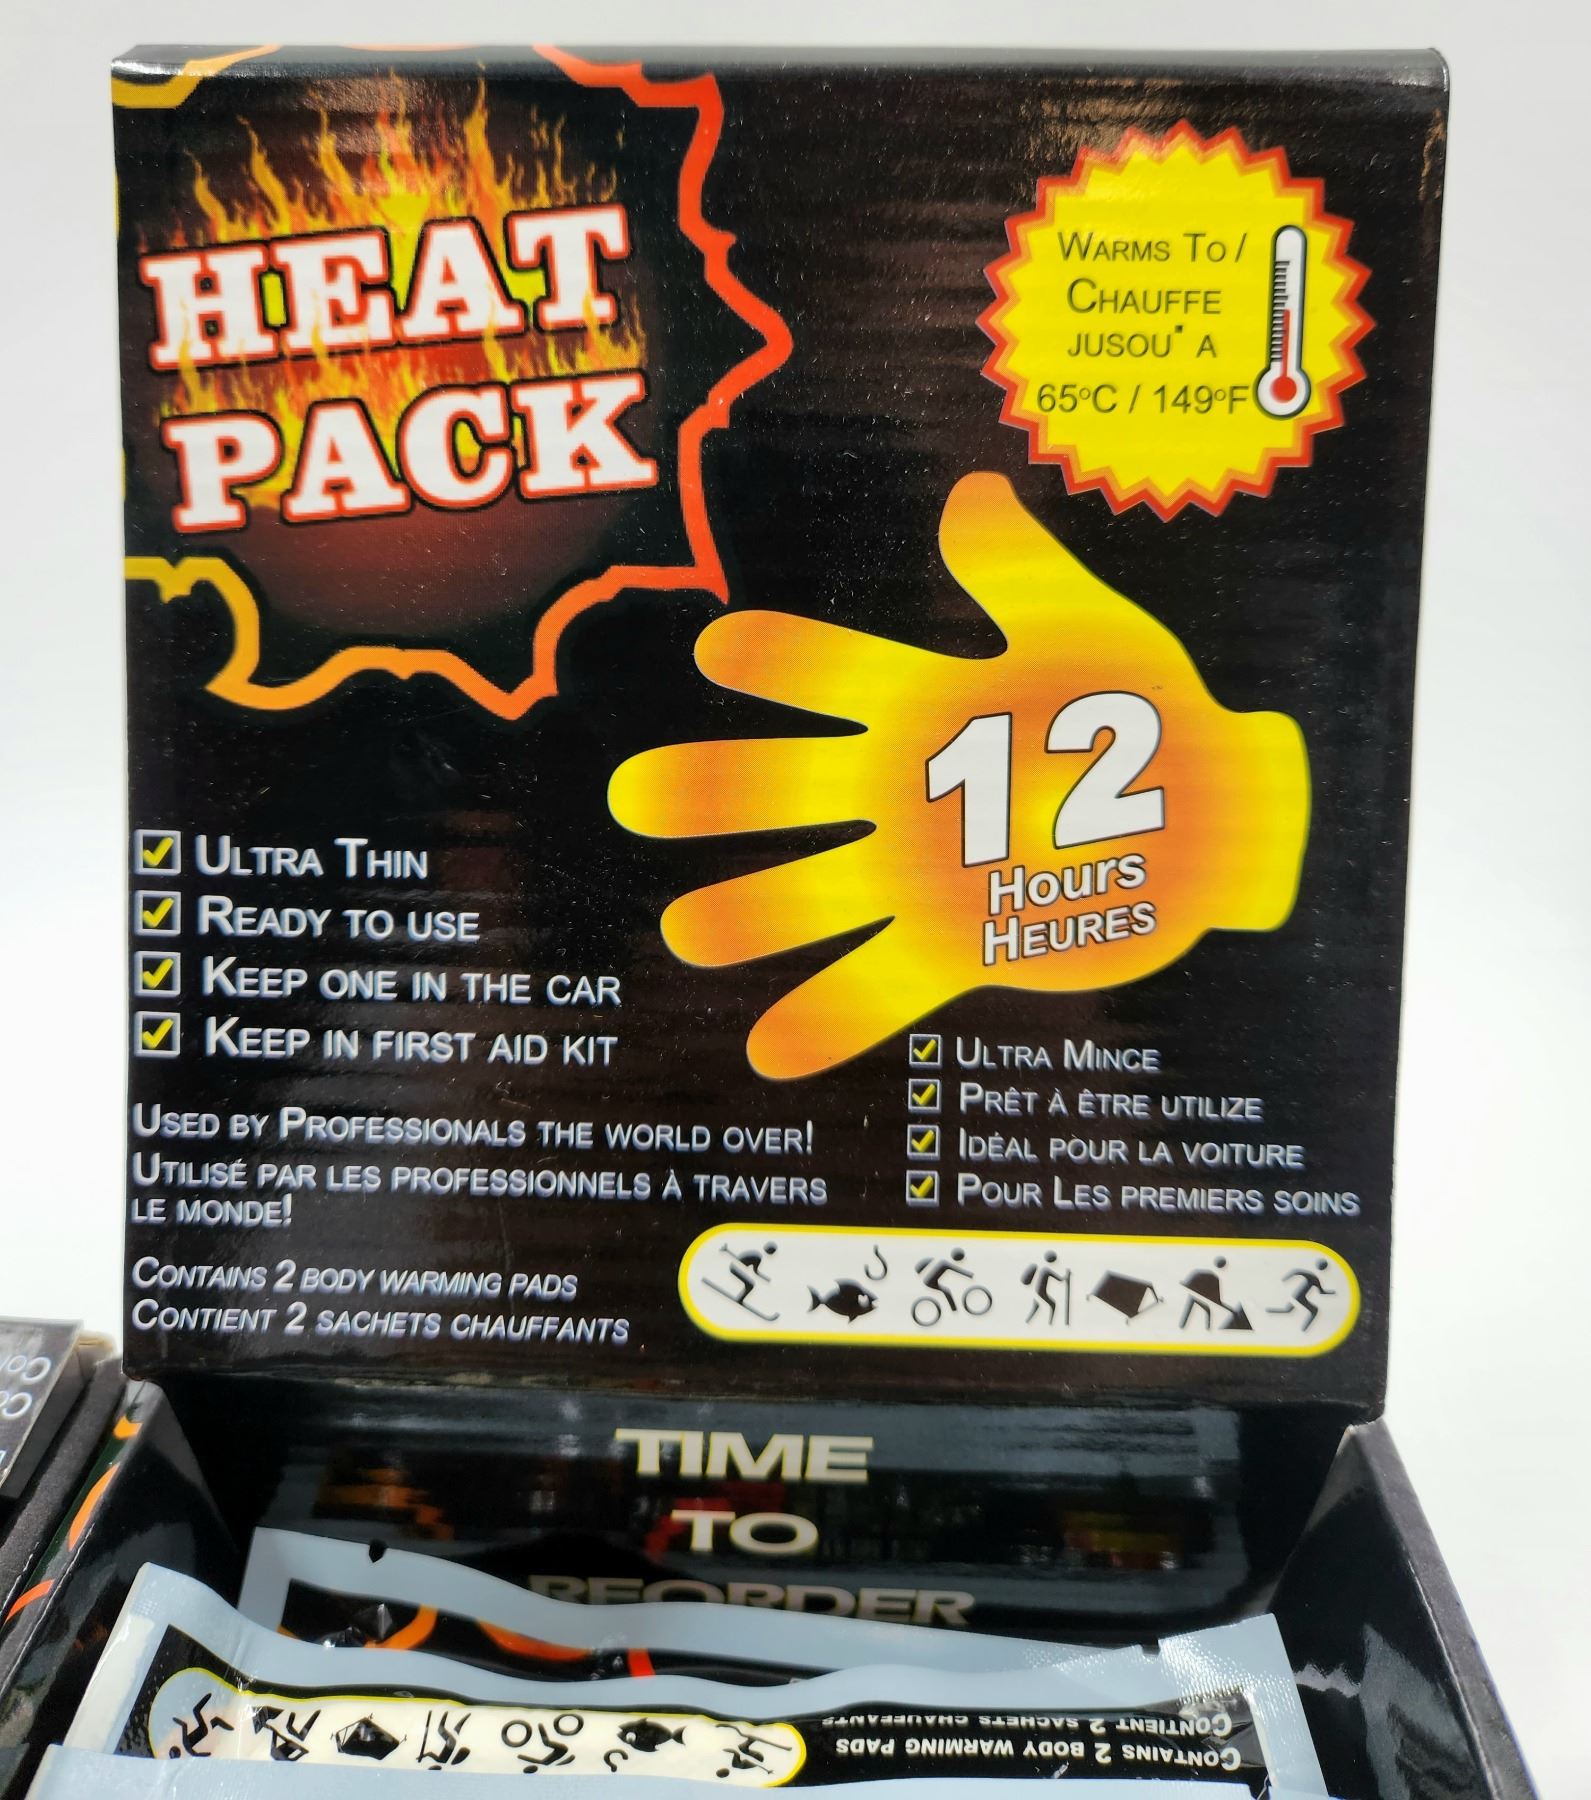 HEAT
PACK
WARMS TO /
CHAUFFE
JUSOU' A
65°C / 149°F
12
Hours
HEURES
ULTRA THIN
READY TO USE
KEEP ONE IN THE CAR
KEEP IN FIRST AID KIT
ULTRA MINCE
PRÊT À ÊTRE UTILIZE
IDÉAL POUR LA VOITURE
POUR LES PREMIERS SOINS
USED BY PROFESSIONALS THE WORLD OVER!
UTILISÉ PAR LES PROFESSIONNELS À TRAVERS
LE MONDE!
CONTAINS 2 BODY WARMING PADS
CONTIENT 2 SACHETS CHAUFFANTS
TIME
TO
REORDER
CONTAINS 2 BODY WARMING PADS
CONTIENT 2 SACHETS CHAUFFANTS